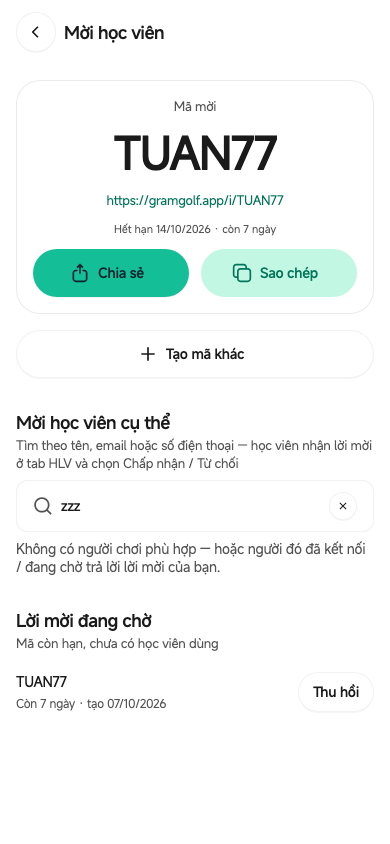 Mời học viên
Mã mời
TUAN77
https://gramgolf.app/i/TUAN77
Hết hạn 14/10/2026 · còn 7 ngày
Chia sẻ
Sao chép
Tạo mã khác
Mời học viên cụ thể
Tìm theo tên, email hoặc số điện thoại — học viên nhận lời mời
ở tab HLV và chọn Chấp nhận / Từ chối
zzz
Không có người chơi phù hợp — hoặc người đó đã kết nối
/ đang chờ trả lời lời mời của bạn.
Lời mời đang chờ
Mã còn hạn, chưa có học viên dùng
TUAN77
Còn 7 ngày · tạo 07/10/2026
Thu hồi